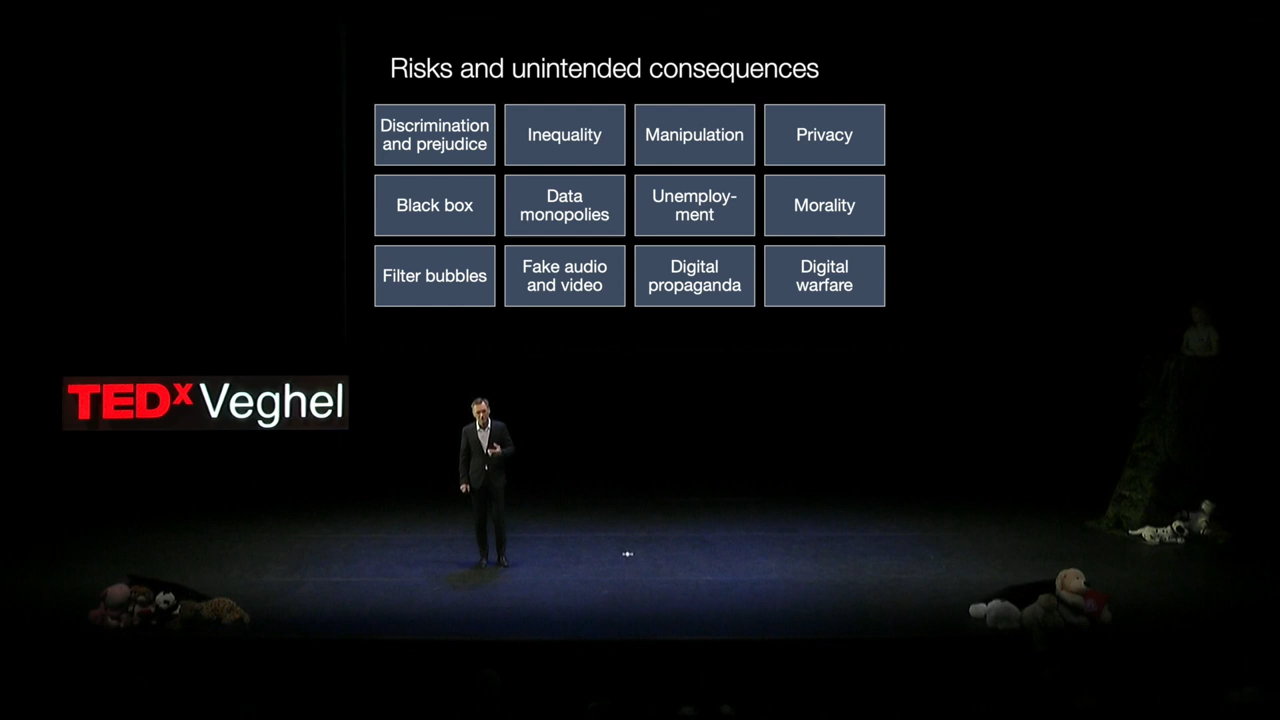 Risks and unintended consequences
Discrimination
and prejudice
Inequality
Manipulation
Privacy
Black box
Data
monopolies
Unemploy-
ment
Morality
Filter bubbles
Fake audio
and video
Digital
propaganda
Digital
warfare
TEDx Veghel